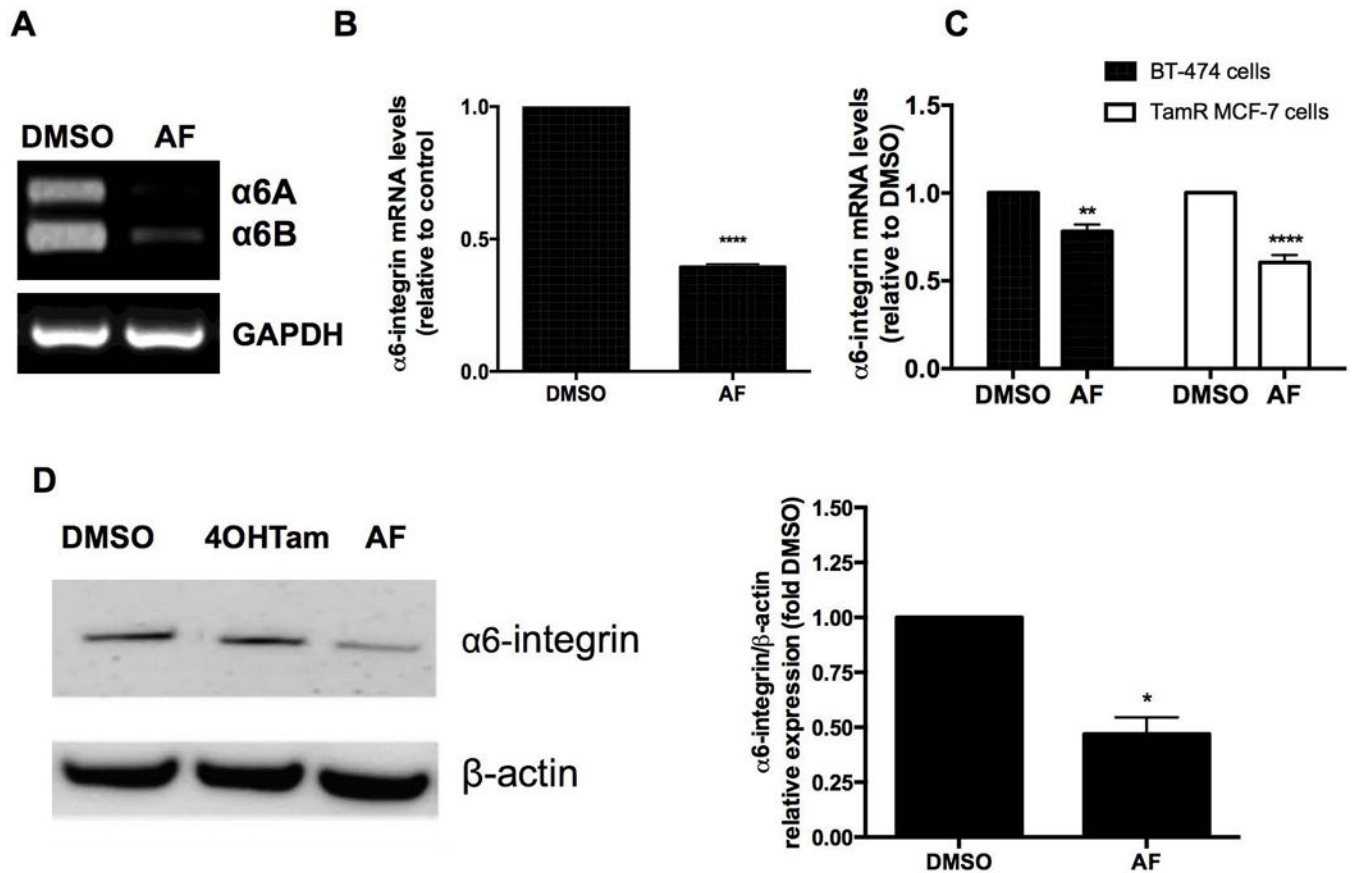 A
DMSO AF
α6A
α6B
GAPDH
B
α6-integrin mRNA levels
(relative to control
1.0
0.5
0.0
****
DMSO AF
C
BT-474 cells
TamR MCF-7 cells
α6-integrin mRNA levels
(relative to DMSO)
1.5
1.0
0.5
0.0
**
****
DMSO AF DMSO AF
D
DMSO 4OHTam AF
α6-integrin
β-actin
α6-integrin/β-actin
relative expression (fold DMSO)
1.50
1.25
1.00
0.75
0.50
0.25
0.00
*
DMSO AF